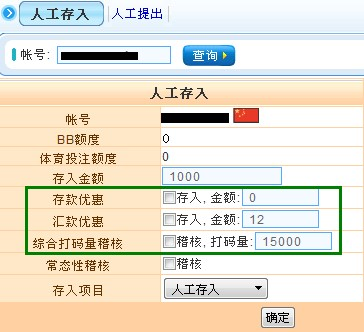 人工存入 人工提出
帐号: 查询
人工存入
帐号
BB额度 0
体育投注额度 0
存入金额 1000
存款优惠 存入, 金额: 0
汇款优惠 存入, 金额: 12
综合打码量稽核 稽核, 打码量: 15000
常态性稽核 稽核
存入项目 人工存入
确定